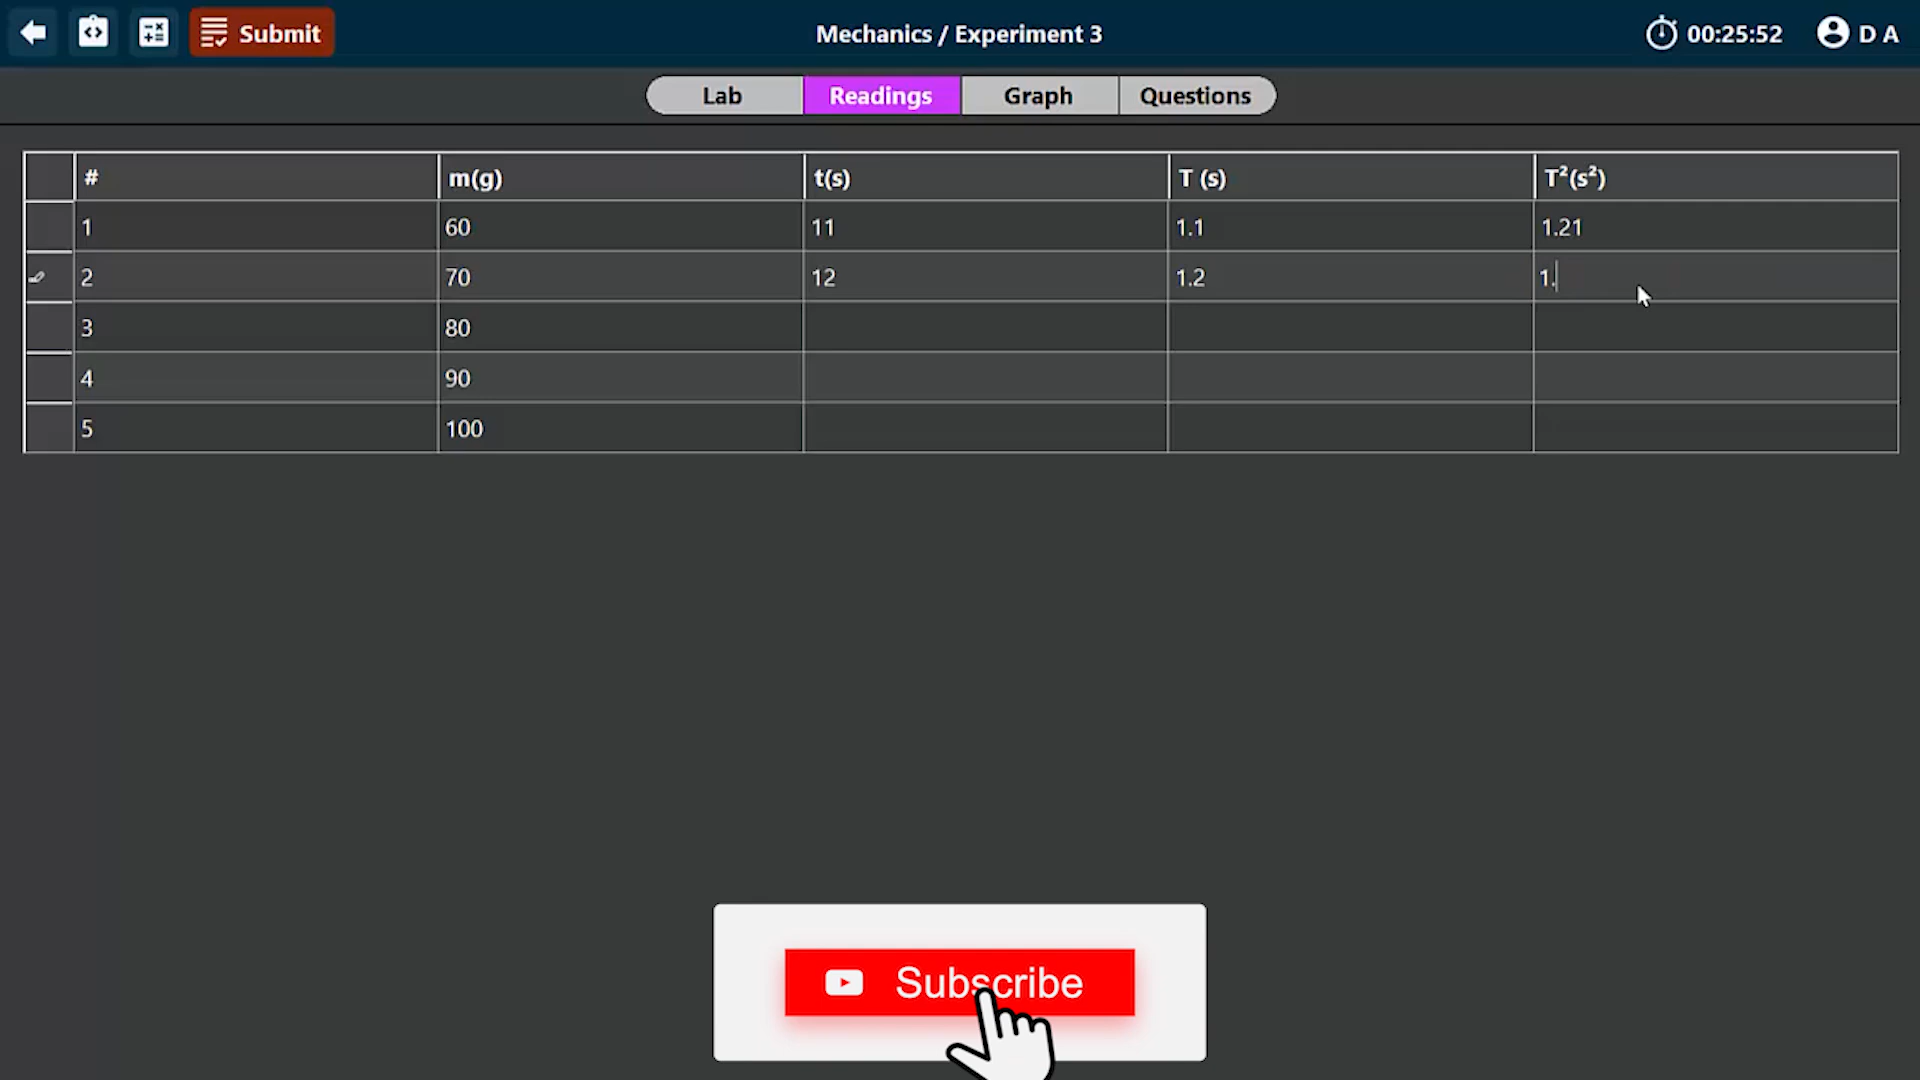 Submit
Mechanics / Experiment 3
00:25:52
D A
Lab
Readings
Graph
Questions
# m(g) t(s) T (s) T²(s²)
1 60 11 1.1 1.21
2 70 12 1.2 1.
3 80
4 90
5 100
Subscribe